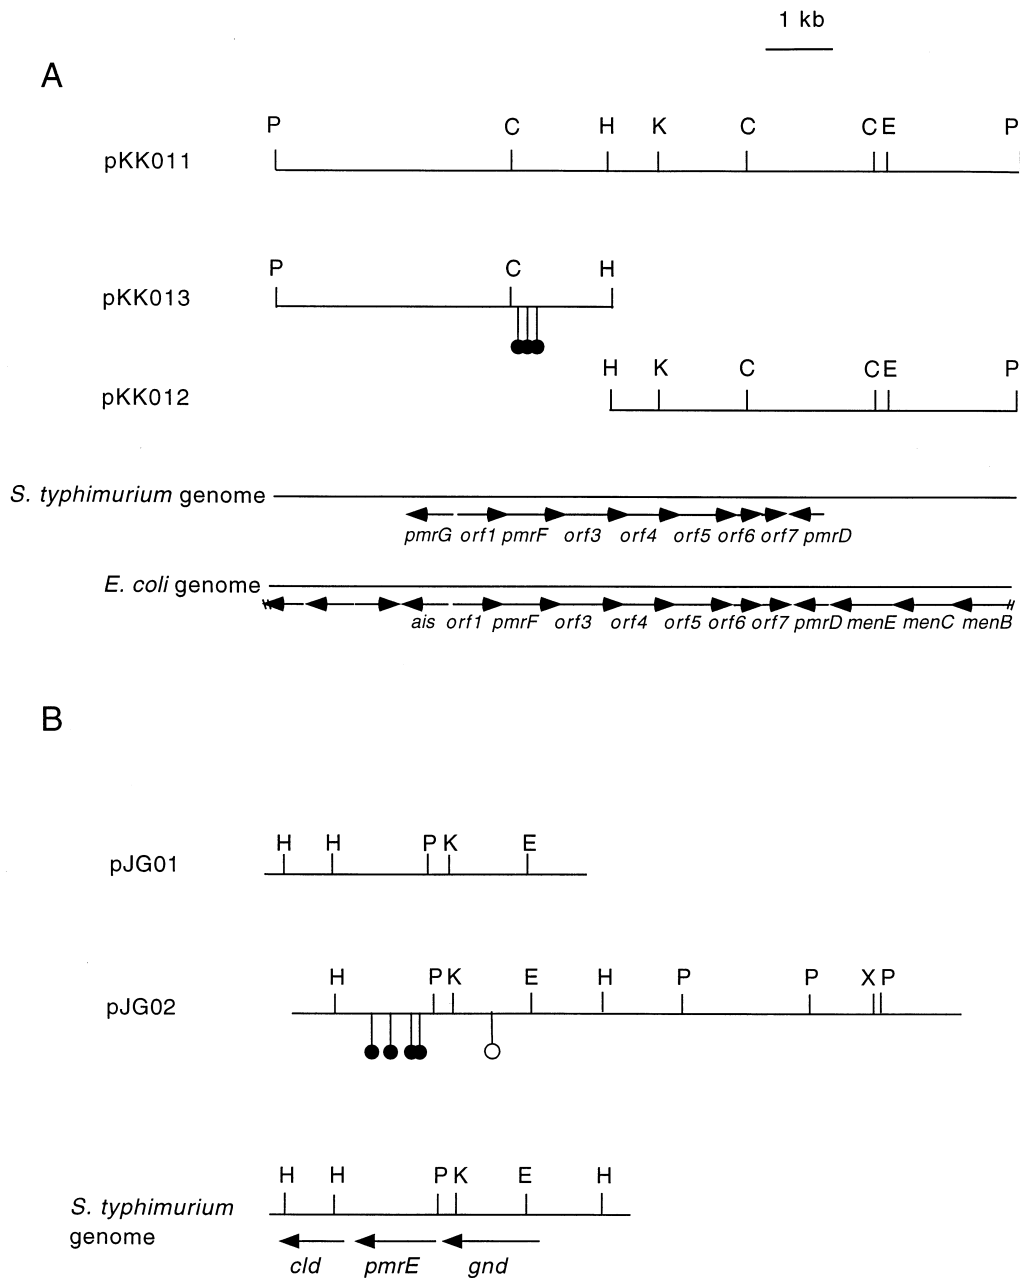 1 kb
A
P C H K C C E P
pKK011
P C H
pKK013
H K C C E P
pKK012
S. typhimurium genome
pmrG orf1 pmrF orf3 orf4 orf5 orf6 orf7 pmrD
E. coli genome
ais orf1 pmrF orf3 orf4 orf5 orf6 orf7 pmrD menE menC menB
B
H H P K E
pJG01
H P K E H P P X P
pJG02
H H P K E H
S. typhimurium
genome
cld pmrE gnd